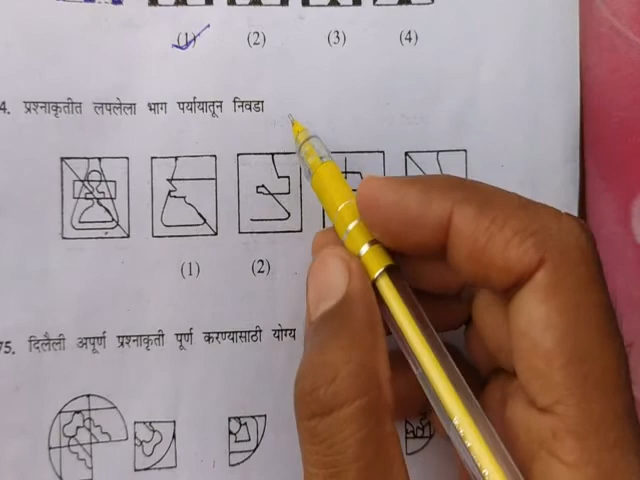 (1) (2) (3) (4)
4. प्रश्नाकृतीत लपलेला भाग पर्यायातून निवडा
(1) (2)
75. दिलेली अपूर्ण प्रश्नाकृती पूर्ण करण्यासाठी योग्य